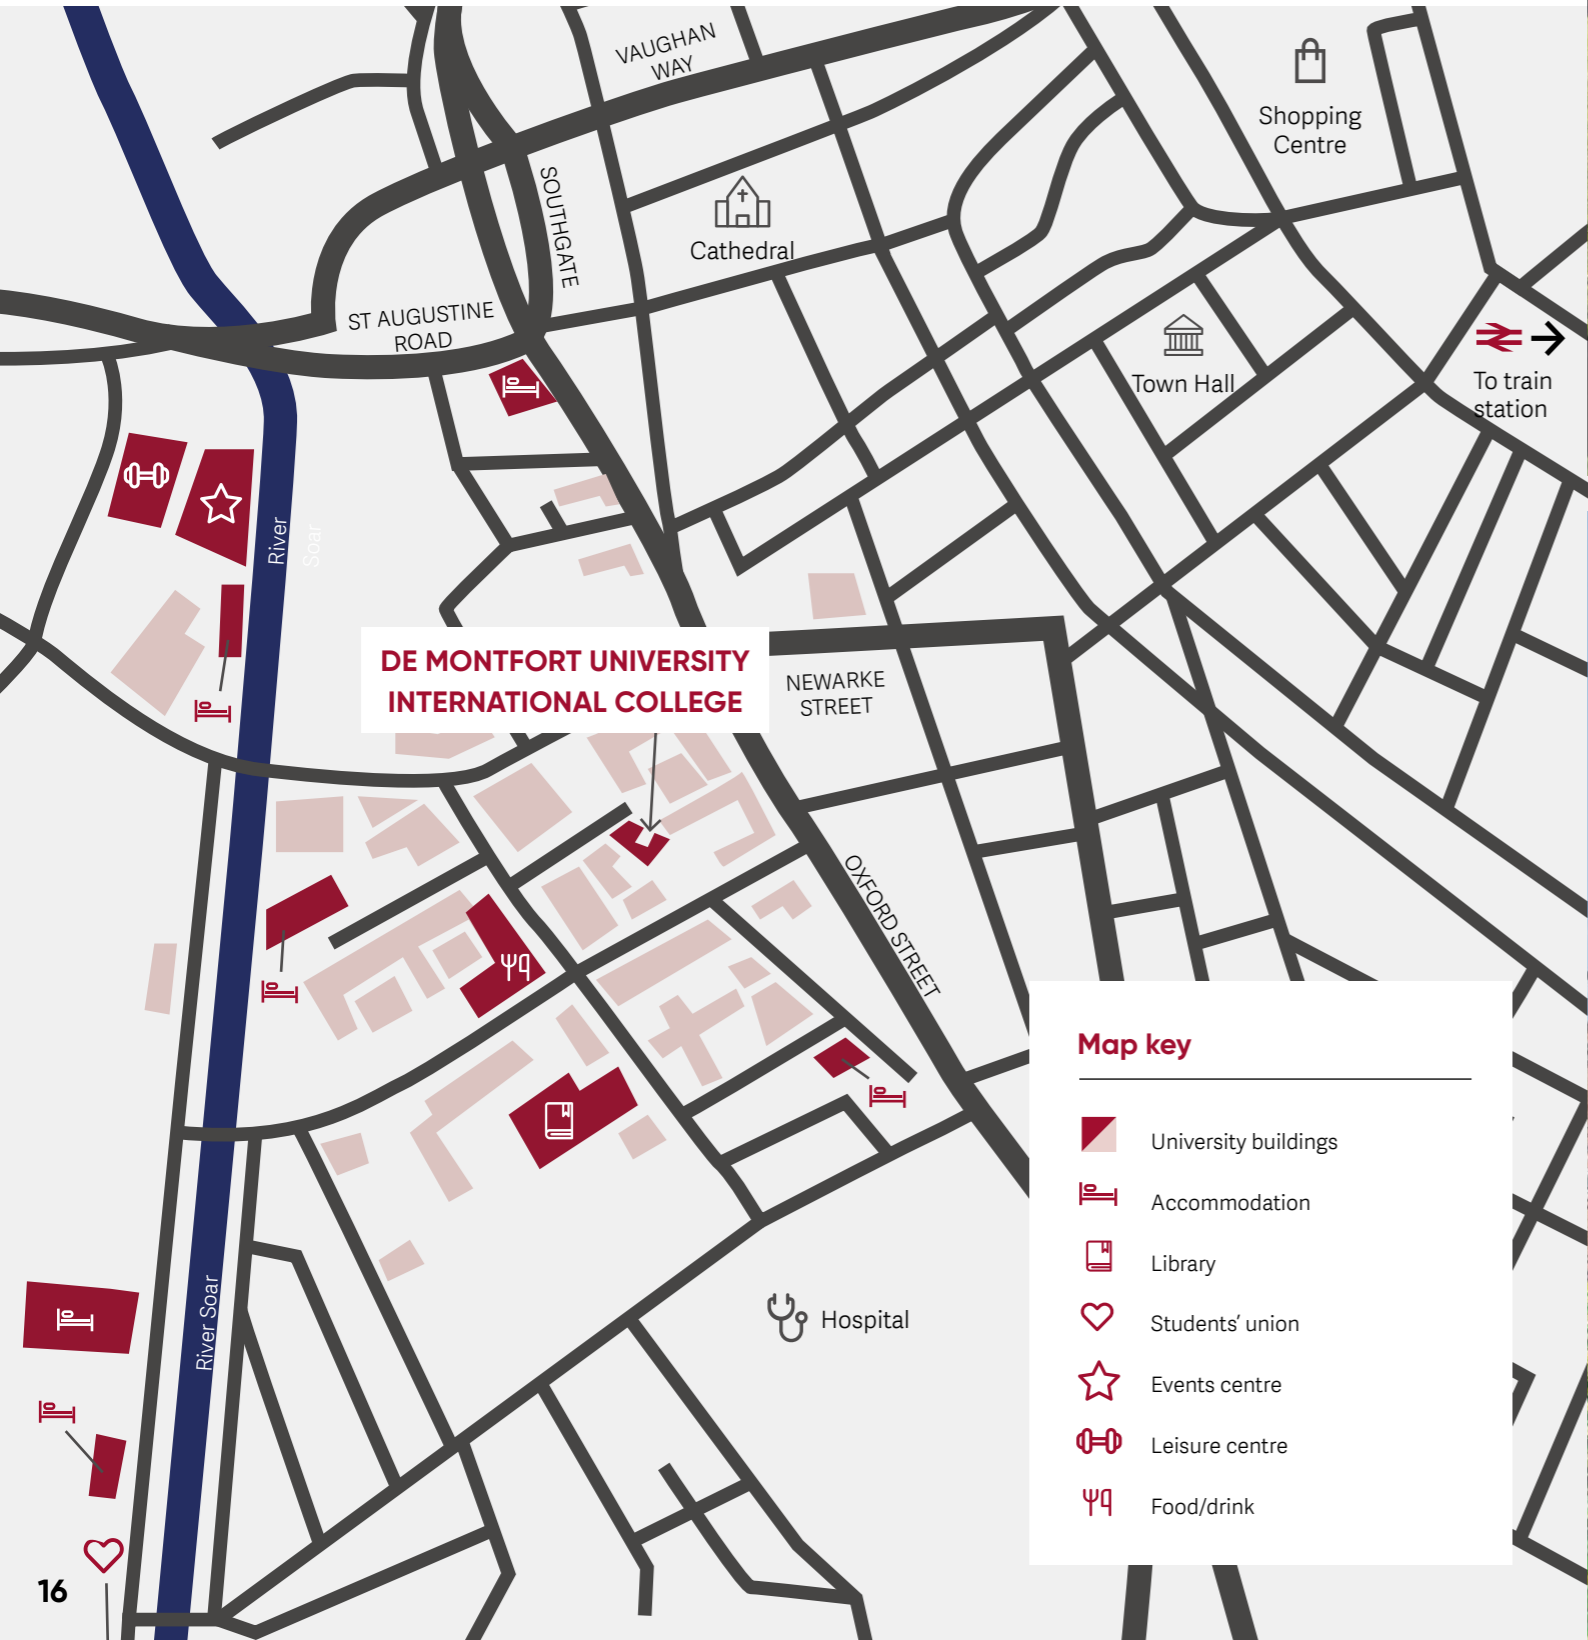 VAUGHAN
WAY
Shopping
Centre
SOUTHGATE
Cathedral
ST AUGUSTINE
ROAD
Town Hall
To train
station
River
Soar
DE MONTFORT UNIVERSITY
INTERNATIONAL COLLEGE
NEWARKE
STREET
OXFORD STREET
Map key
University buildings
Accommodation
Library
Students' union
Events centre
Leisure centre
Food/drink
River Soar
Hospital
16